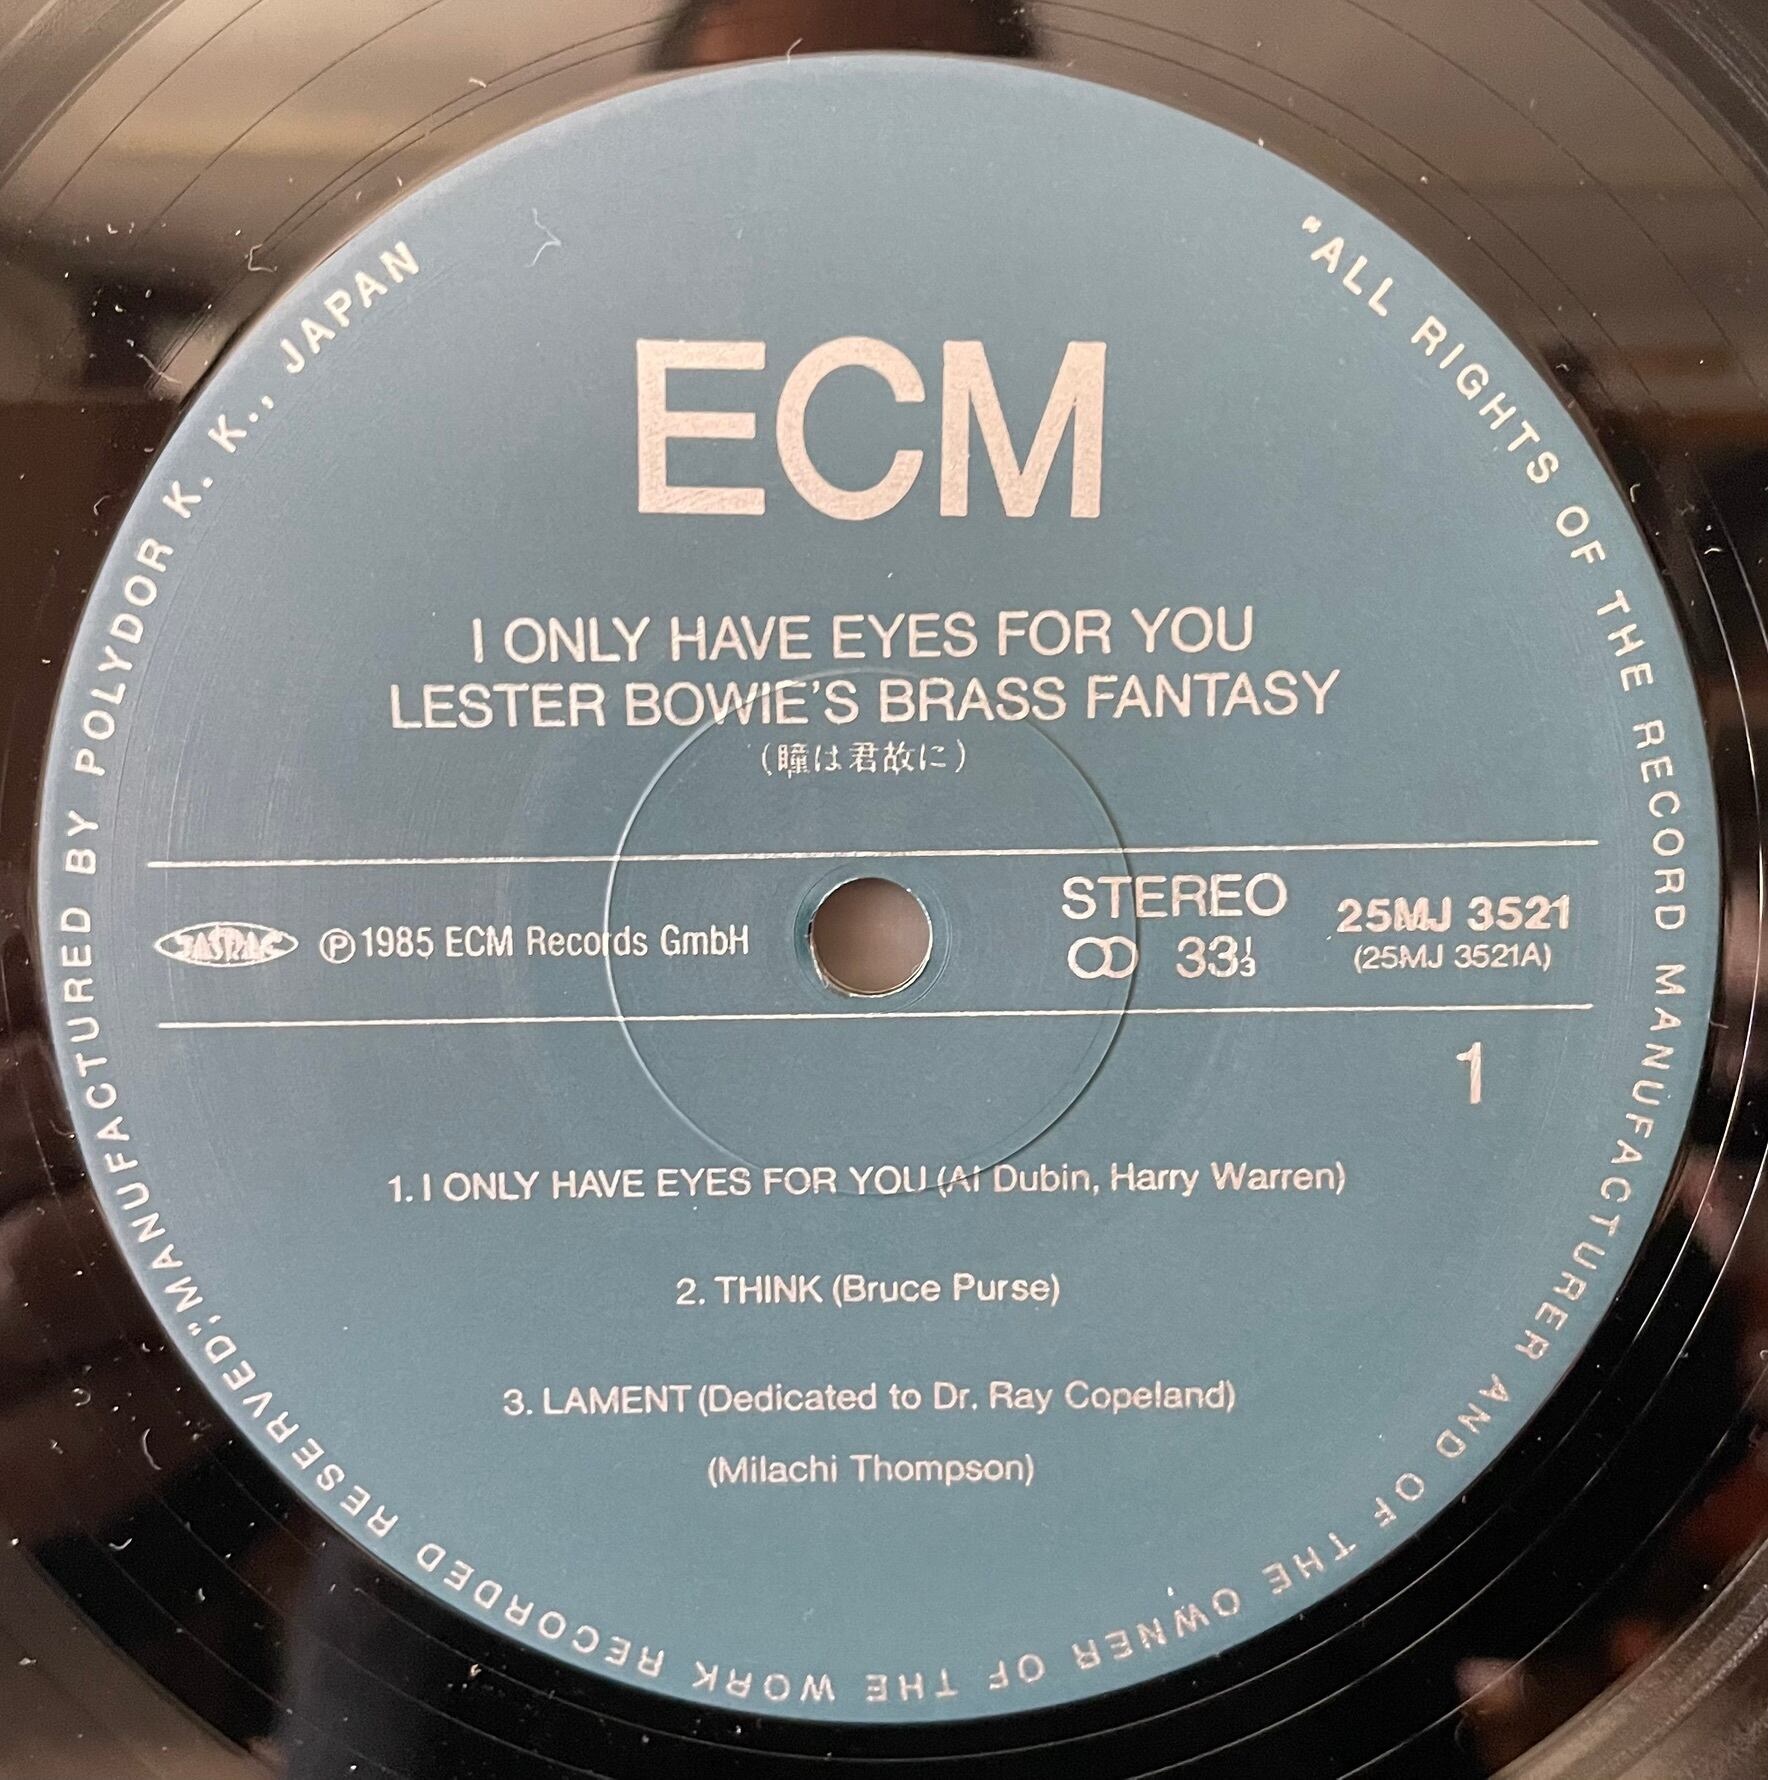 ECM
I ONLY HAVE EYES FOR YOU
LESTER BOWIE'S BRASS FANTASY
(瞳は君故に)
JASRAC ℗1985 ECM Records GmbH
STEREO
33⅓
25MJ 3521
(25MJ 3521A)
1
1. I ONLY HAVE EYES FOR YOU (Al Dubin, Harry Warren)
2. THINK (Bruce Purse)
3. LAMENT (Dedicated to Dr. Ray Copeland)
(Milachi Thompson)
"ALL RIGHTS OF THE RECORD MANUFACTURER AND OF THE OWNER OF THE WORK RECORDED RESERVED", MANUFACTURED BY POLYDOR K. K., JAPAN